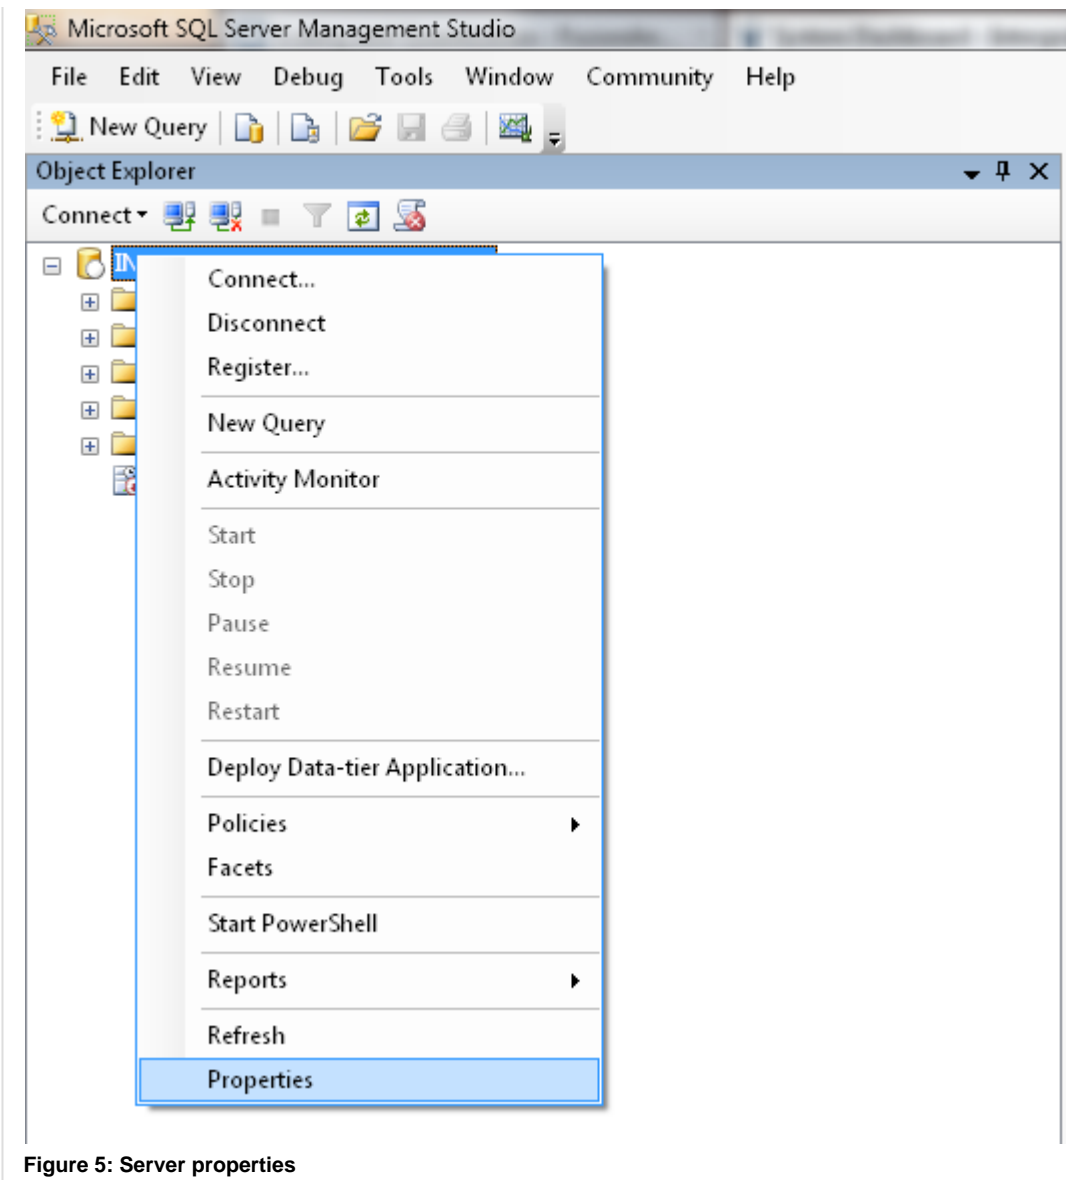 Microsoft SQL Server Management Studio
File Edit View Debug Tools Window Community Help
New Query
Object Explorer
Connect
Connect...
Disconnect
Register...
New Query
Activity Monitor
Start
Stop
Pause
Resume
Restart
Deploy Data-tier Application...
Policies
Facets
Start PowerShell
Reports
Refresh
Properties
Figure 5: Server properties